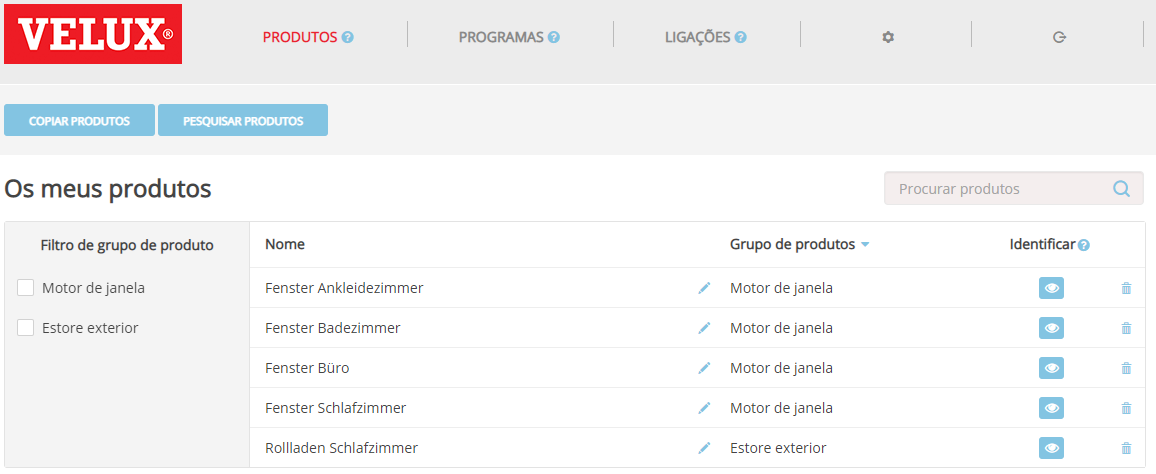 VELUX®
PRODUTOS ? PROGRAMAS ? LIGAÇÕES ?
COPIAR PRODUTOS PESQUISAR PRODUTOS
Os meus produtos Procurar produtos
Filtro de grupo de produto Nome Grupo de produtos Identificar ?
Motor de janela Fenster Ankleidezimmer Motor de janela
Estore exterior Fenster Badezimmer Motor de janela
Fenster Büro Motor de janela
Fenster Schlafzimmer Motor de janela
Rollladen Schlafzimmer Estore exterior